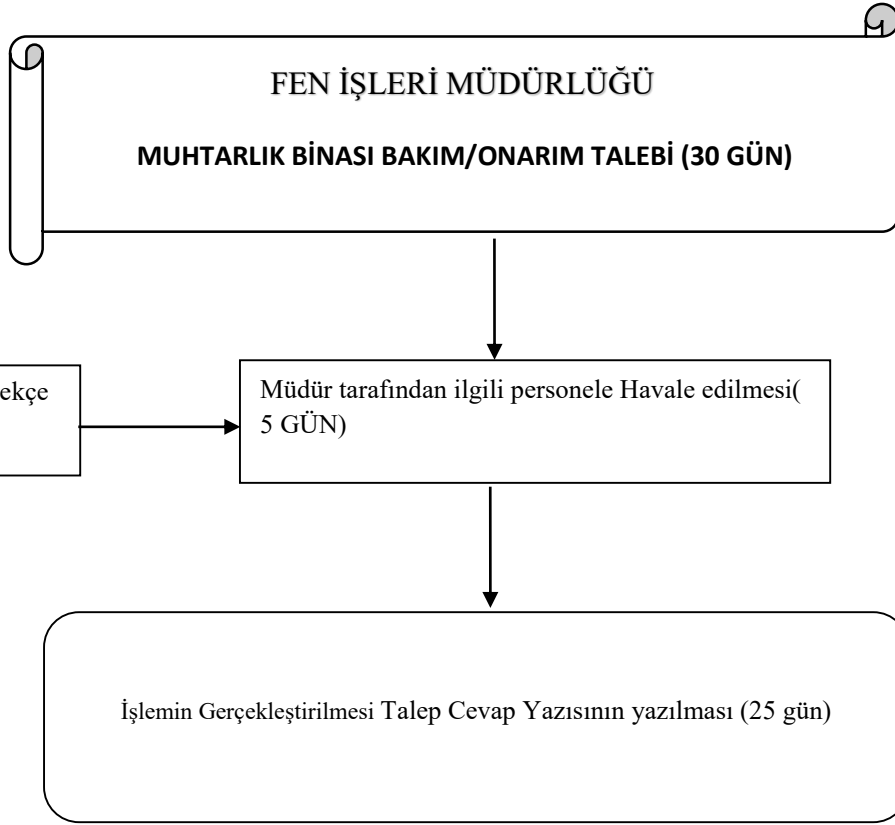 FEN İŞLERİ MÜDÜRLÜĞÜ
MUHTARLIK BİNASI BAKIM/ONARIM TALEBİ (30 GÜN)
ekçe
Müdür tarafından ilgili personele Havale edilmesi(
5 GÜN)
İşlemin Gerçekleştirilmesi Talep Cevap Yazısının yazılması (25 gün)